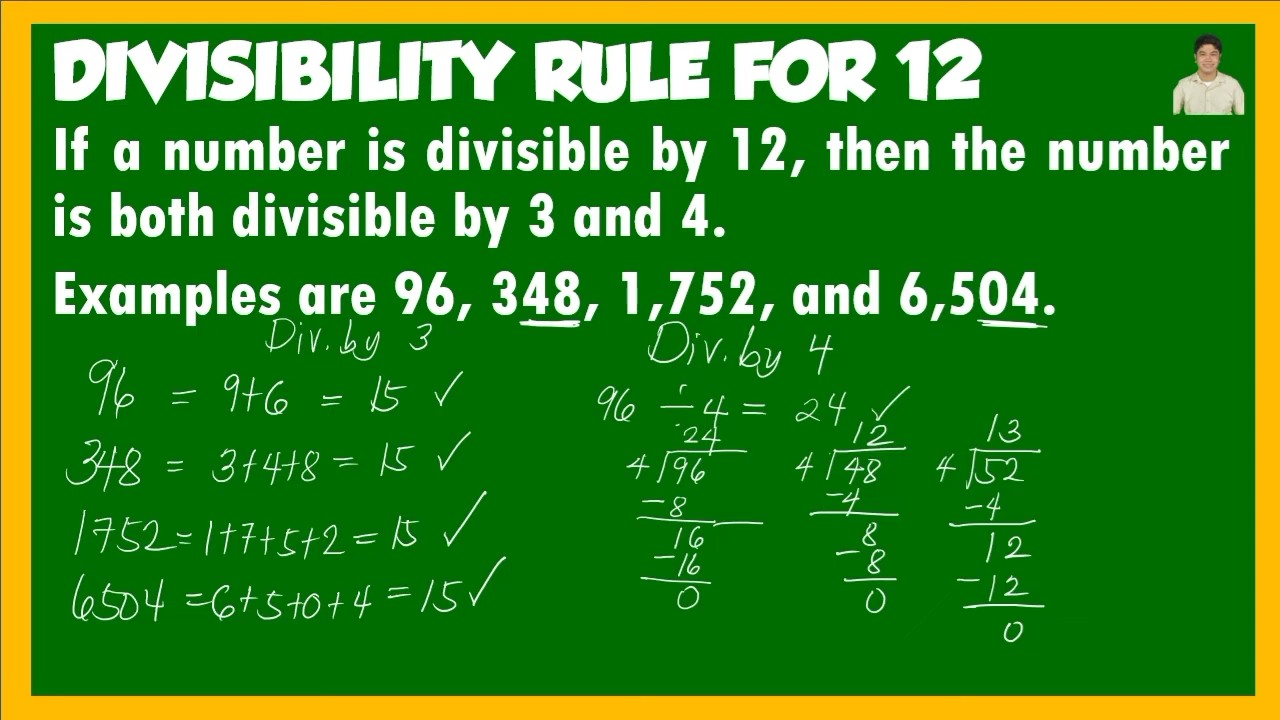 DIVISIBILITY RULE FOR 12
If a number is divisible by 12, then the number
is both divisible by 3 and 4.
Examples are 96, 348, 1,752, and 6,504.
Div. by 3
96 = 9+6 = 15 ✓
348 = 3+4+8 = 15 ✓
1752 = 1+7+5+2 = 15 ✓
6504 = 6+5+0+4 = 15 ✓
Div. by 4
96 ÷ 4 = 24 ✓
24
4 96
-8
16
-16
0
12
4 48
-4
8
-8
0
13
4 52
-4
12
-12
0